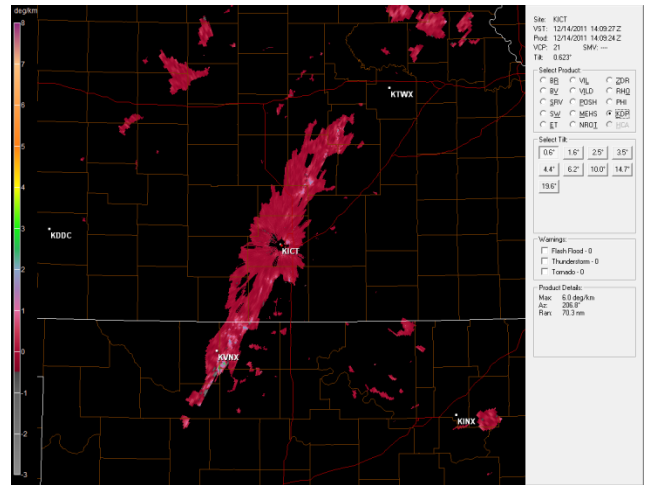 deg/km
8
7
6
5
4
3
2
1
0
-1
-2
-3
KTWX
KDDC
KICT
KVNX
KINX
Site: KICT
VST: 12/14/2011 14:09:27 Z
Prod: 12/14/2011 14:09:24 Z
VCP: 21 SMV: ---
Tilt: 0.623°
Select Product
BR VIL ZDR
BV VILD RHO
SRV POSH PHI
SW MEHS KDP
ET NROT HCA
Select Tilt:
0.6° 1.6° 2.5° 3.5°
4.4° 6.2° 10.0° 14.7°
19.6°
Warnings:
Flash Flood - 0
Thunderstorm - 0
Tornado - 0
Product Details:
Max: 6.0 deg/km
Az: 206.8°
Ran: 70.3 nm